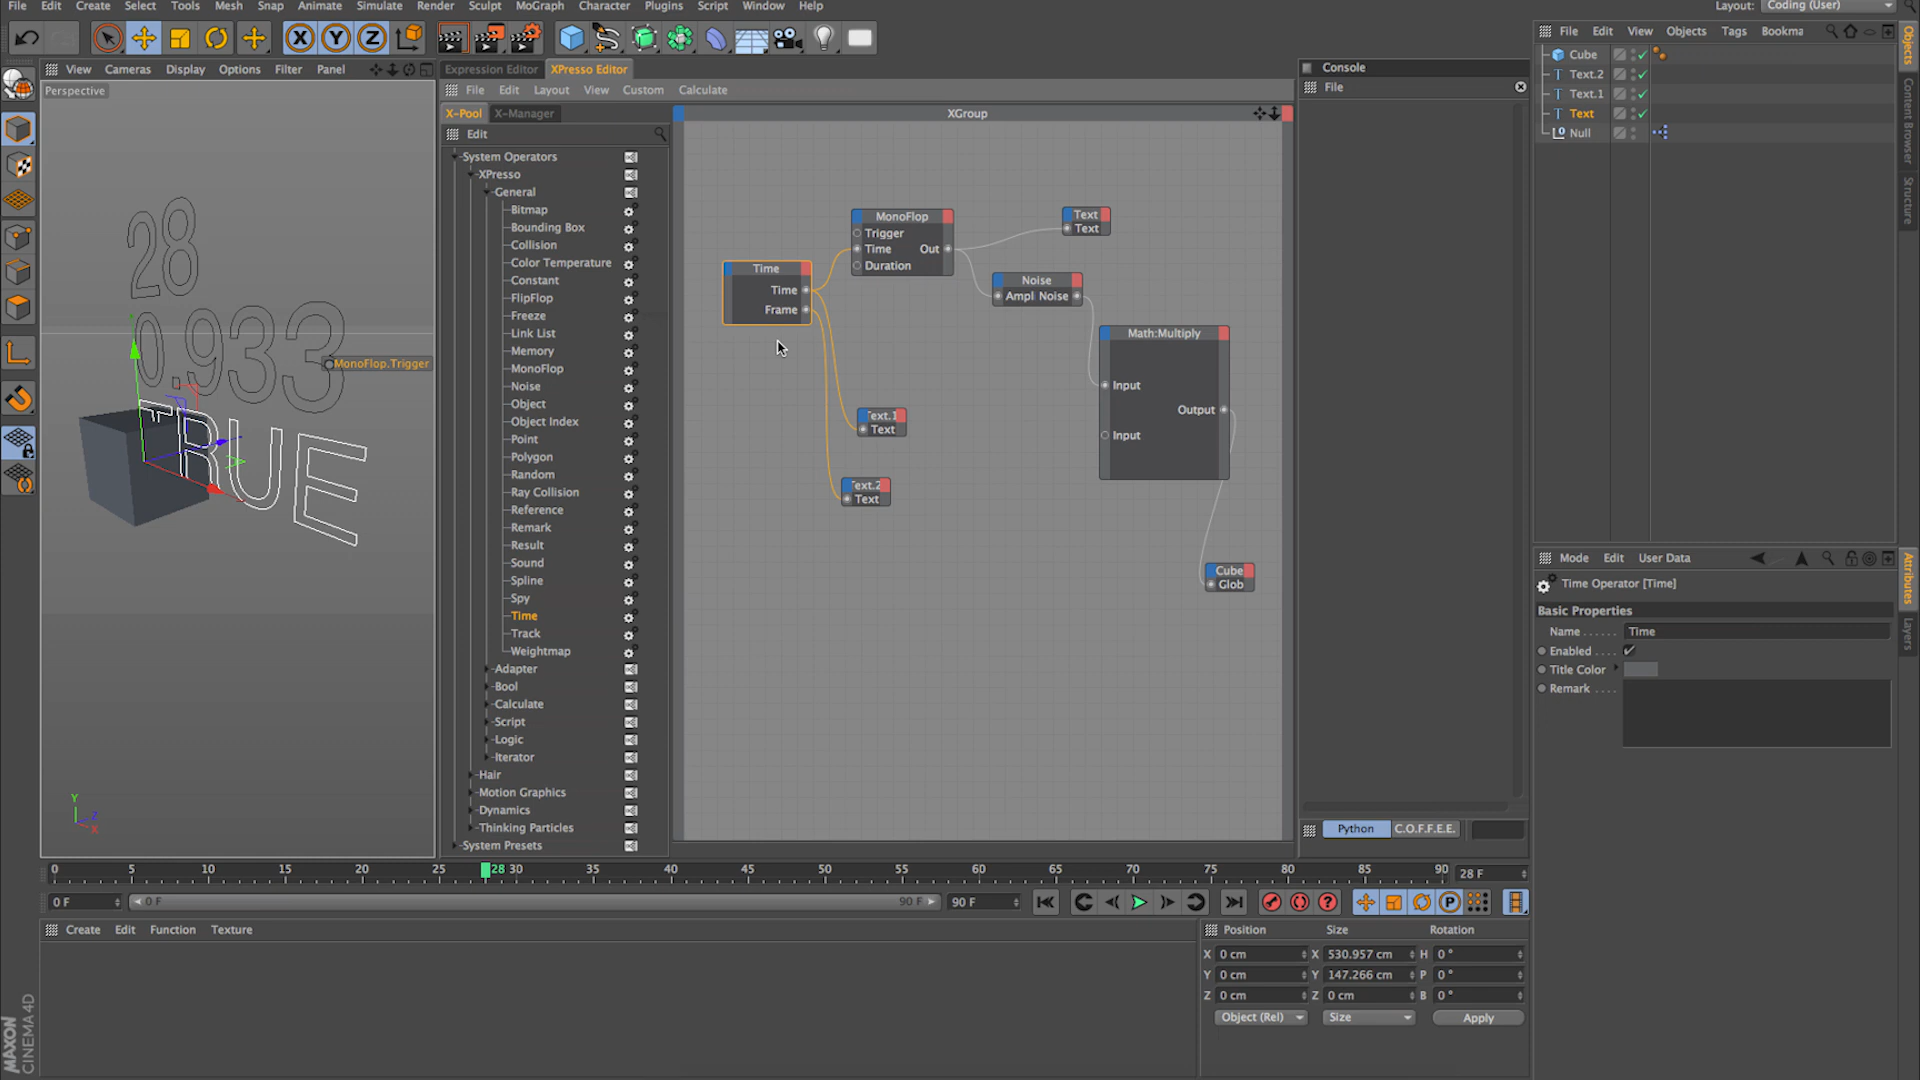 File Edit Create Select Tools Mesh Snap Animate Simulate Render Sculpt MoGraph Character Plugins Script Window Help
Layout: Coding (User)
X Y Z
View Cameras Display Options Filter Panel
Perspective
28
0.933
TRUE
MonoFlop.Trigger
Y
Z
X
Expression Editor XPresso Editor
File Edit Layout View Custom Calculate
X-Pool X-Manager
Edit
System Operators
XPresso
General
Bitmap
Bounding Box
Collision
Color Temperature
Constant
FlipFlop
Freeze
Link List
Memory
MonoFlop
Noise
Object
Object Index
Point
Polygon
Random
Ray Collision
Reference
Remark
Result
Sound
Spline
Spy
Time
Track
Weightmap
Adapter
Bool
Calculate
Script
Logic
Iterator
Hair
Motion Graphics
Dynamics
Thinking Particles
System Presets
XGroup
MonoFlop
Trigger
Time Out
Duration
Text
Text
Time
Time
Frame
Noise
Ampl Noise
Math:Multiply
Input
Output
Input
Text.1
Text
Text.2
Text
Cube
Glob
Console
File
Python C.O.F.F.E.E.
File Edit View Objects Tags Bookma
Cube
Text.2
Text.1
Text
Null
Objects
Content Browser
Structure
Mode Edit User Data
Time Operator [Time]
Basic Properties
Name . . . . . . Time
Enabled . . . .
Title Color
Remark . . . .
Attributes
Layers
0 5 10 15 20 25 28 30 35 40 45 50 55 60 65 70 75 80 85 90 28 F
0 F 0 F 90 F 90 F
P
Create Edit Function Texture
Position Size Rotation
X 0 cm X 530.957 cm H 0 °
Y 0 cm Y 147.266 cm P 0 °
Z 0 cm Z 0 cm B 0 °
Object (Rel) Size Apply
MAXON
CINEMA 4D